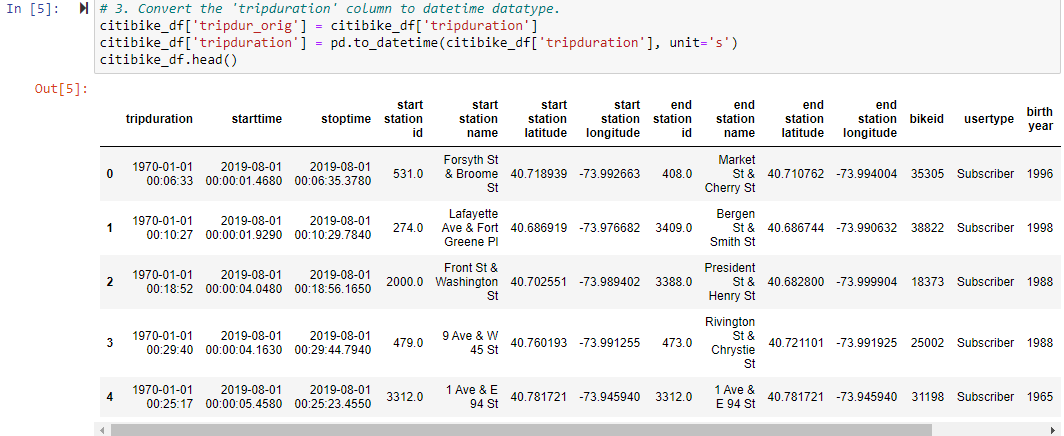 In [5]:
# 3. Convert the 'tripduration' column to datetime datatype.
citibike_df['tripdur_orig'] = citibike_df['tripduration']
citibike_df['tripduration'] = pd.to_datetime(citibike_df['tripduration'], unit='s')
citibike_df.head()
Out[5]:
tripduration starttime stoptime start station id start station name start station latitude start station longitude end station id end station name end station latitude end station longitude bikeid usertype birth year
0 1970-01-01 00:06:33 2019-08-01 00:00:01.4680 2019-08-01 00:06:35.3780 531.0 Forsyth St & Broome St 40.718939 -73.992663 408.0 Market St & Cherry St 40.710762 -73.994004 35305 Subscriber 1996
1 1970-01-01 00:10:27 2019-08-01 00:00:01.9290 2019-08-01 00:10:29.7840 274.0 Lafayette Ave & Fort Greene Pl 40.686919 -73.976682 3409.0 Bergen St & Smith St 40.686744 -73.990632 38822 Subscriber 1998
2 1970-01-01 00:18:52 2019-08-01 00:00:04.0480 2019-08-01 00:18:56.1650 2000.0 Front St & Washington St 40.702551 -73.989402 3388.0 President St & Henry St 40.682800 -73.999904 18373 Subscriber 1988
3 1970-01-01 00:29:40 2019-08-01 00:00:04.1630 2019-08-01 00:29:44.7940 479.0 9 Ave & W 45 St 40.760193 -73.991255 473.0 Rivington St & Chrystie St 40.721101 -73.991925 25002 Subscriber 1988
4 1970-01-01 00:25:17 2019-08-01 00:00:05.4580 2019-08-01 00:25:23.4550 3312.0 1 Ave & E 94 St 40.781721 -73.945940 3312.0 1 Ave & E 94 St 40.781721 -73.945940 31198 Subscriber 1965